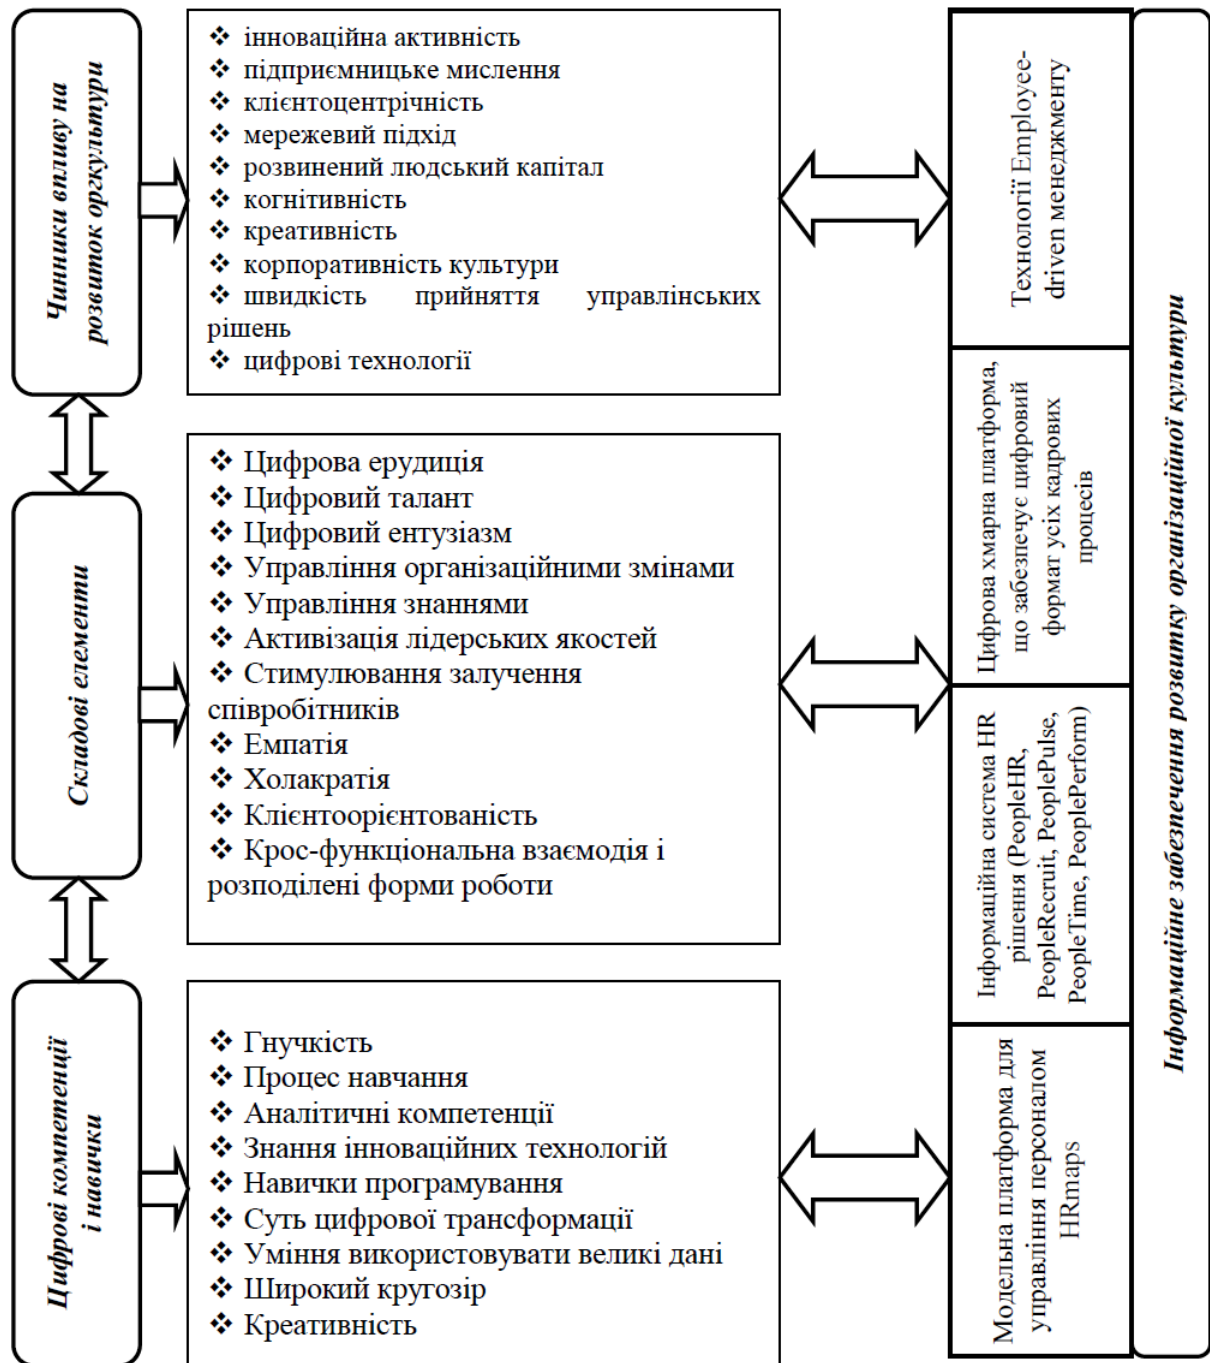 Чинники впливу на
розвиток оргкультури
❖ інноваційна активність
❖ підприємницьке мислення
❖ клієнтоцентричність
❖ мережевий підхід
❖ розвинений людський капітал
❖ когнітивність
❖ креативність
❖ корпоративність культури
❖ швидкість прийняття управлінських
рішень
❖ цифрові технології
Складові елементи
❖ Цифрова ерудиція
❖ Цифровий талант
❖ Цифровий ентузіазм
❖ Управління організаційними змінами
❖ Управління знаннями
❖ Активізація лідерських якостей
❖ Стимулювання залучення
співробітників
❖ Емпатія
❖ Холакратія
❖ Клієнтоорієнтованість
❖ Крос-функціональна взаємодія і
розподілені форми роботи
Цифрові компетенції
і навички
❖ Гнучкість
❖ Процес навчання
❖ Аналітичні компетенції
❖ Знання інноваційних технологій
❖ Навички програмування
❖ Суть цифрової трансформації
❖ Уміння використовувати великі дані
❖ Широкий кругозір
❖ Креативність
Технології Employee-
driven менеджменту
Цифрова хмарна платформа,
що забезпечує цифровий
формат усіх кадрових
процесів
Інформаційна система HR
рішення (PeopleHR,
PeopleRecruit, PeoplePulse,
PeopleTime, PeoplePerform)
Модельна платформа для
управління персоналом
HRmaps
Інформаційне забезпечення розвитку організаційної культури